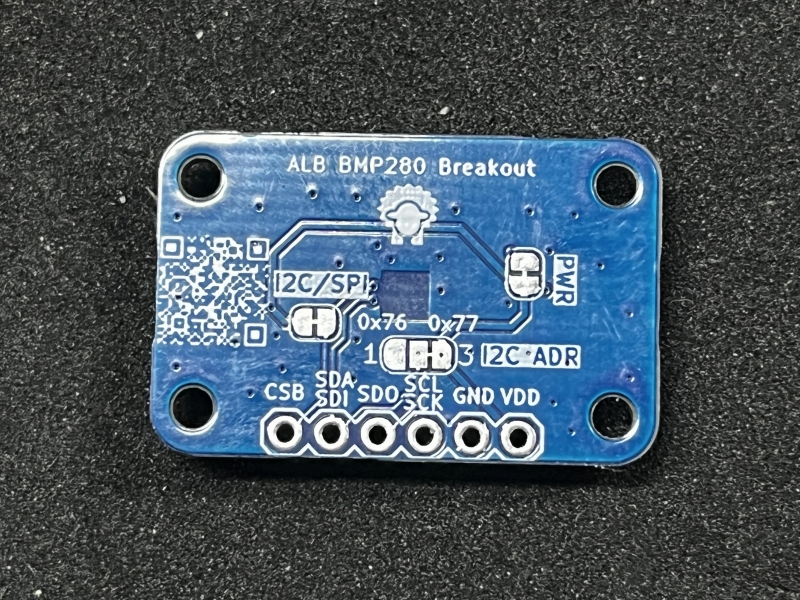 ALB BMP280 Breakout
I2C/SPI
PWR
0x76 0x77
1 3 I2C ADR
CSB SDA SDI SDO SCL SCK GND VDD